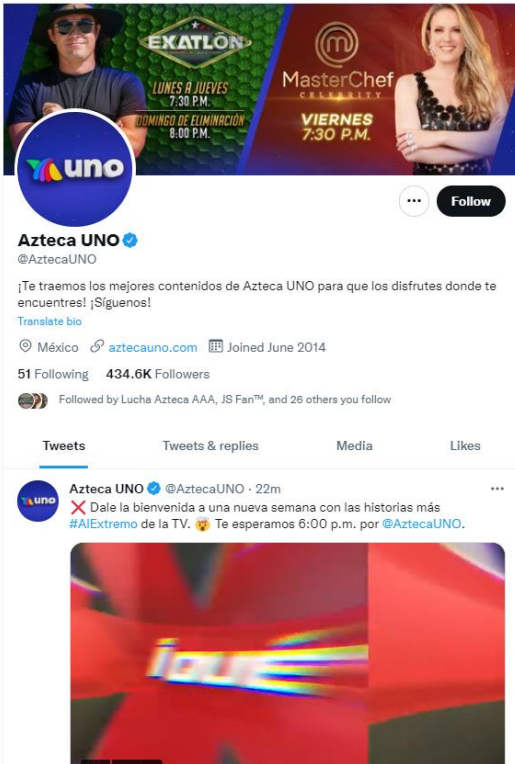 EXATLÓN
LUNES A JUEVES
7:30 P.M.
DOMINGO DE ELIMINACIÓN
8:00 P.M.
MasterChef
CELEBRITY
VIERNES
7:30 P.M.
uno
Follow
Azteca UNO
@AztecaUNO
¡Te traemos los mejores contenidos de Azteca UNO para que los disfrutes donde te
encuentres! ¡Síguenos!
Translate bio
México aztecauno.com Joined June 2014
51 Following 434.6K Followers
Followed by Lucha Azteca AAA, JS Fan™, and 26 others you follow
Tweets Tweets & replies Media Likes
uno
Azteca UNO @AztecaUNO · 22m
❌ Dale la bienvenida a una nueva semana con las historias más
#AlExtremo de la TV. 🤯 Te esperamos 6:00 p.m. por @AztecaUNO.